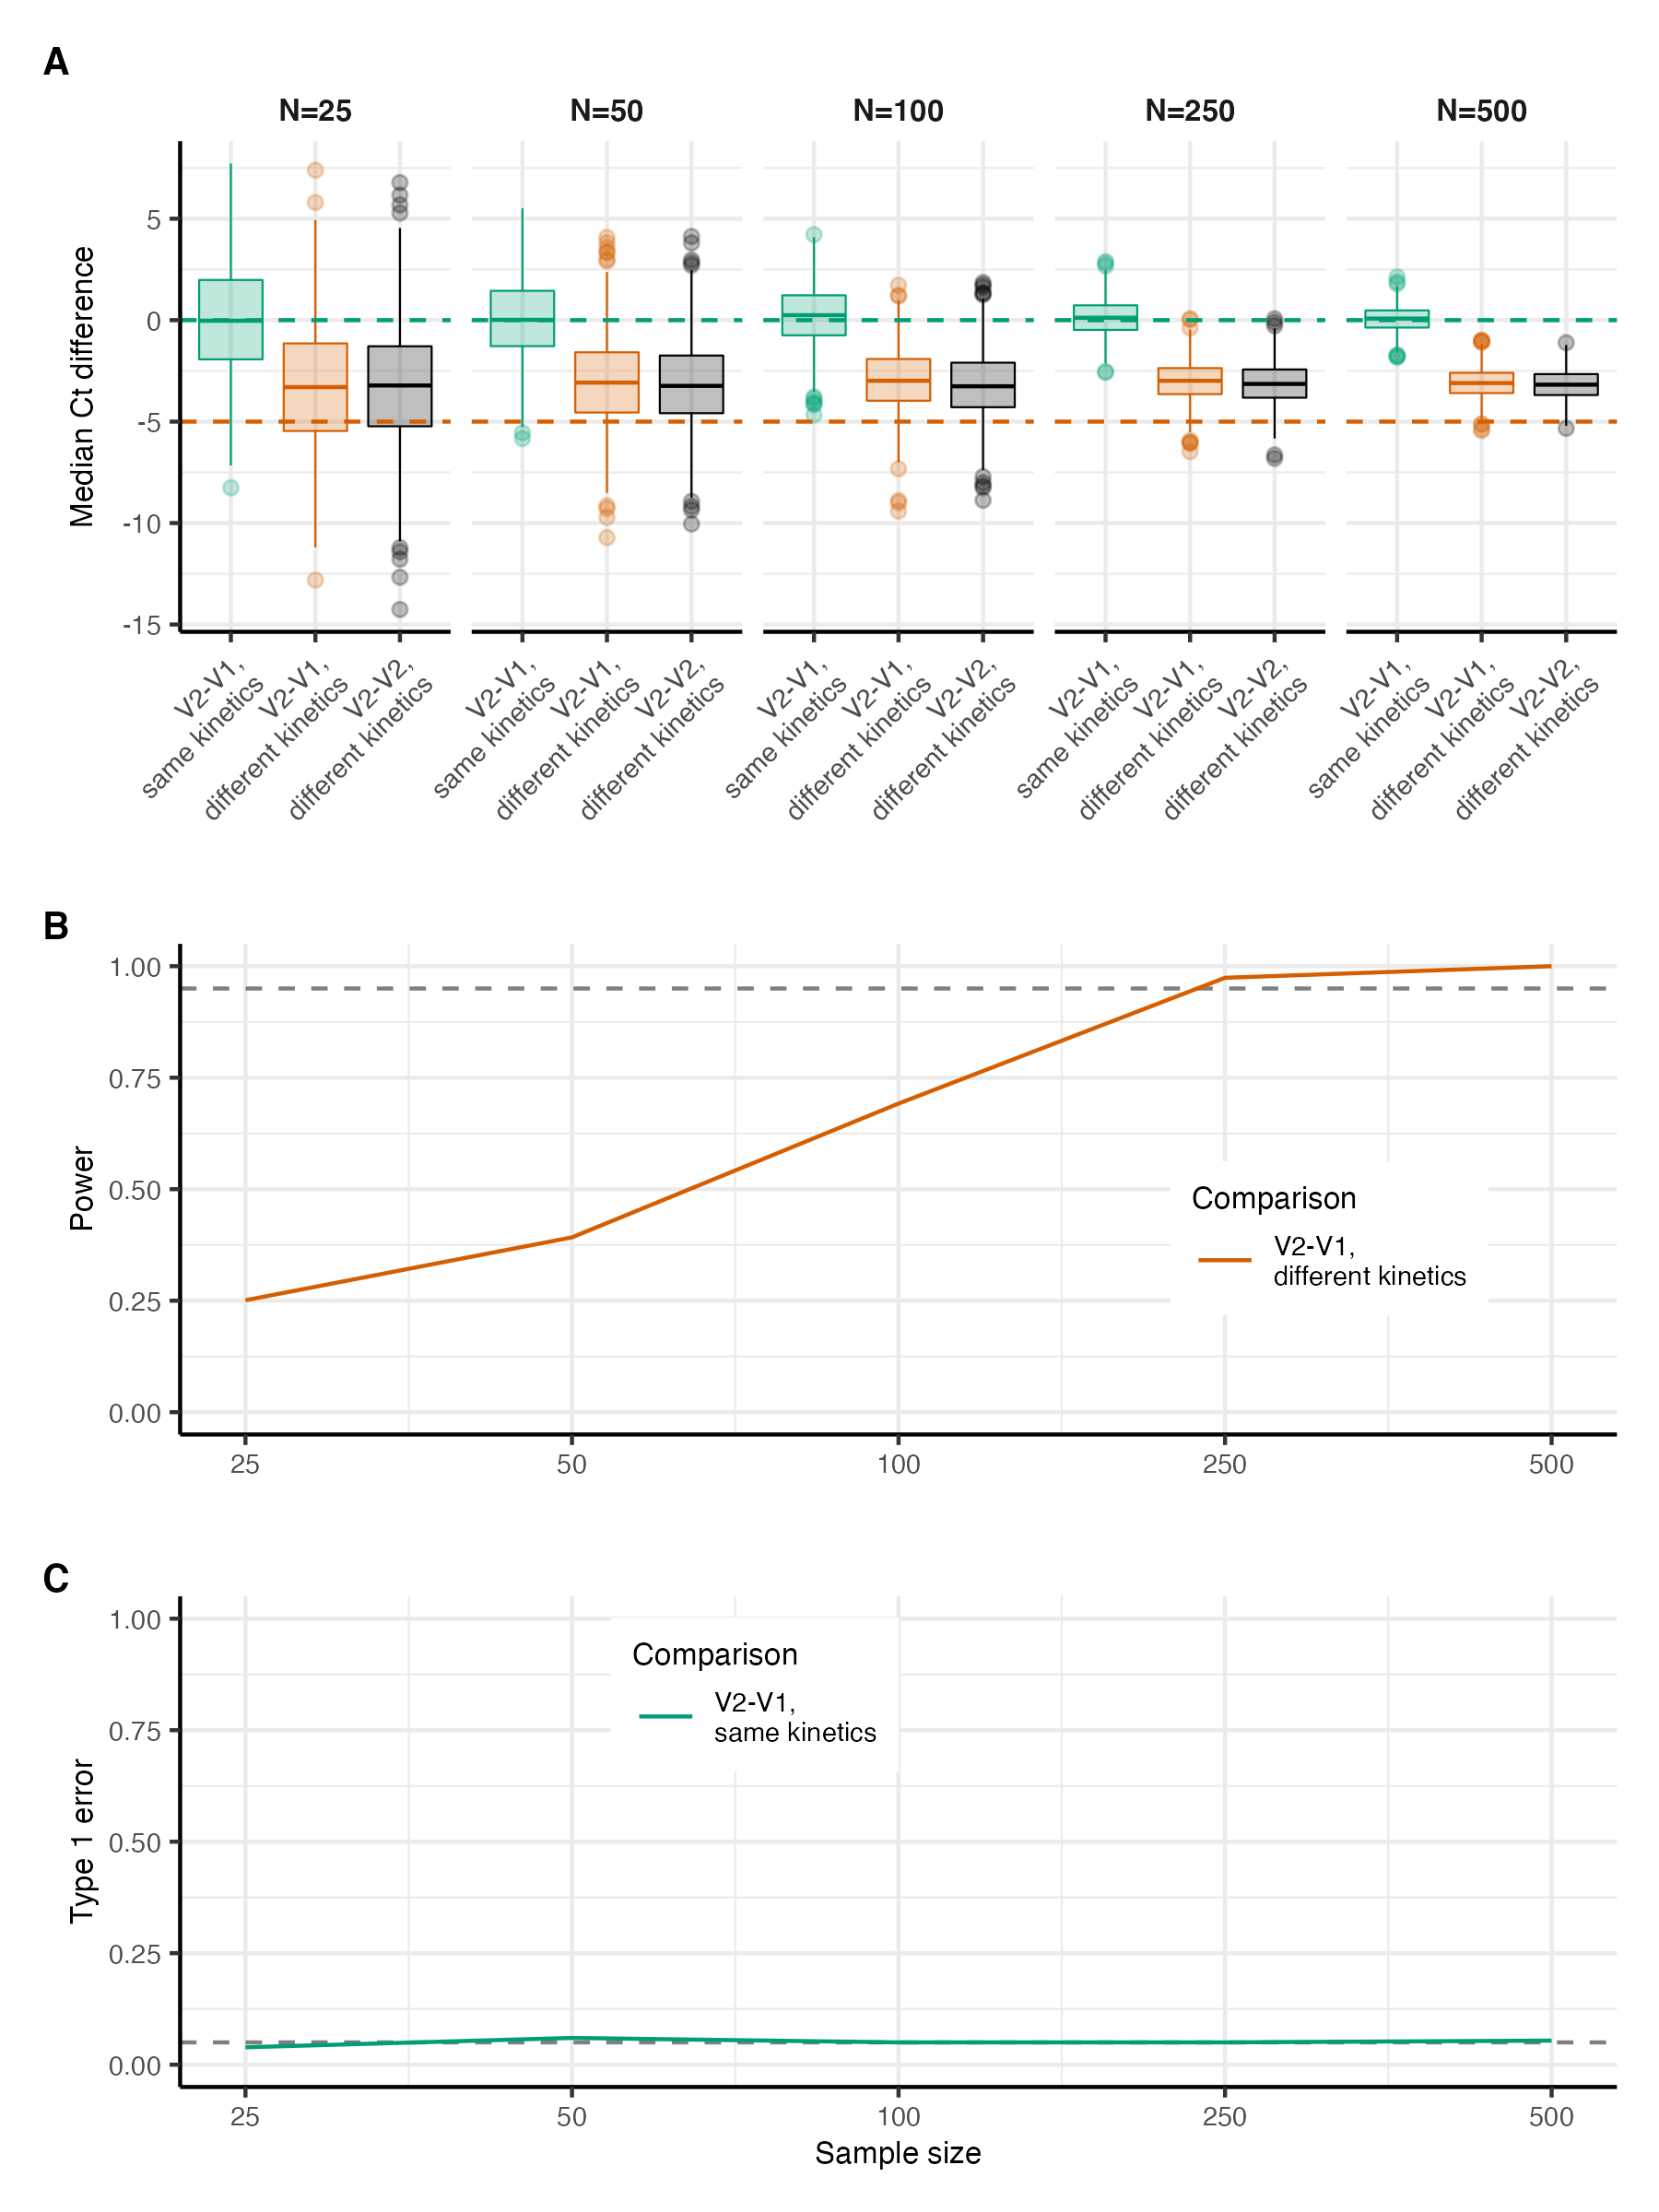 A
N=25 N=50 N=100 N=250 N=500
Median Ct difference
5
0
-5
-10
-15
V2-V1,
same kinetics
V2-V1,
different kinetics
V2-V2,
different kinetics
V2-V1,
same kinetics
V2-V1,
different kinetics
V2-V2,
different kinetics
V2-V1,
same kinetics
V2-V1,
different kinetics
V2-V2,
different kinetics
V2-V1,
same kinetics
V2-V1,
different kinetics
V2-V2,
different kinetics
V2-V1,
same kinetics
V2-V1,
different kinetics
V2-V2,
different kinetics
B
Power
1.00
0.75
0.50
0.25
0.00
Comparison
V2-V1,
different kinetics
25 50 100 250 500
C
Type 1 error
1.00
0.75
0.50
0.25
0.00
Comparison
V2-V1,
same kinetics
25 50 100 250 500
Sample size